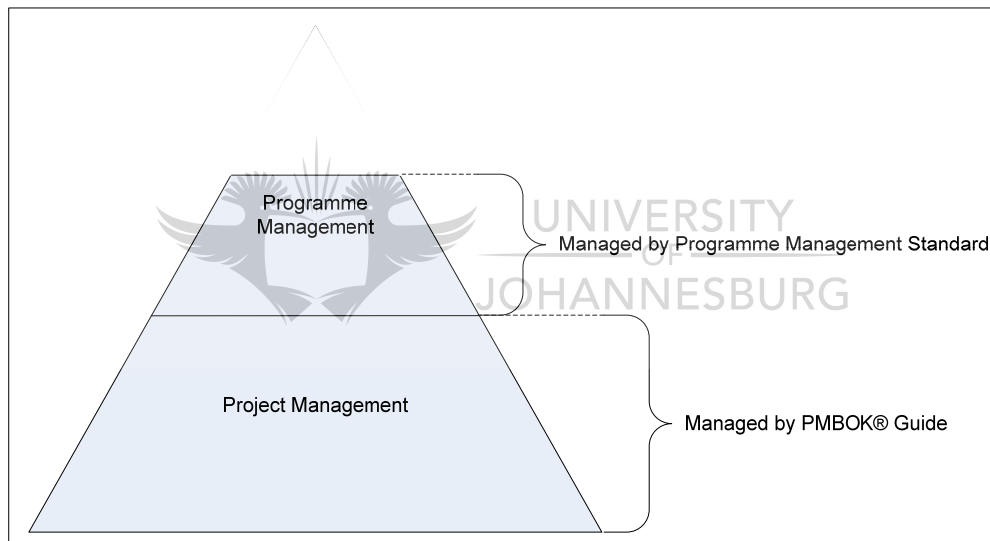 Programme
Management
UNIVERSITY
OF
JOHANNESBURG
Managed by Programme Management Standard
Project Management
Managed by PMBOK® Guide